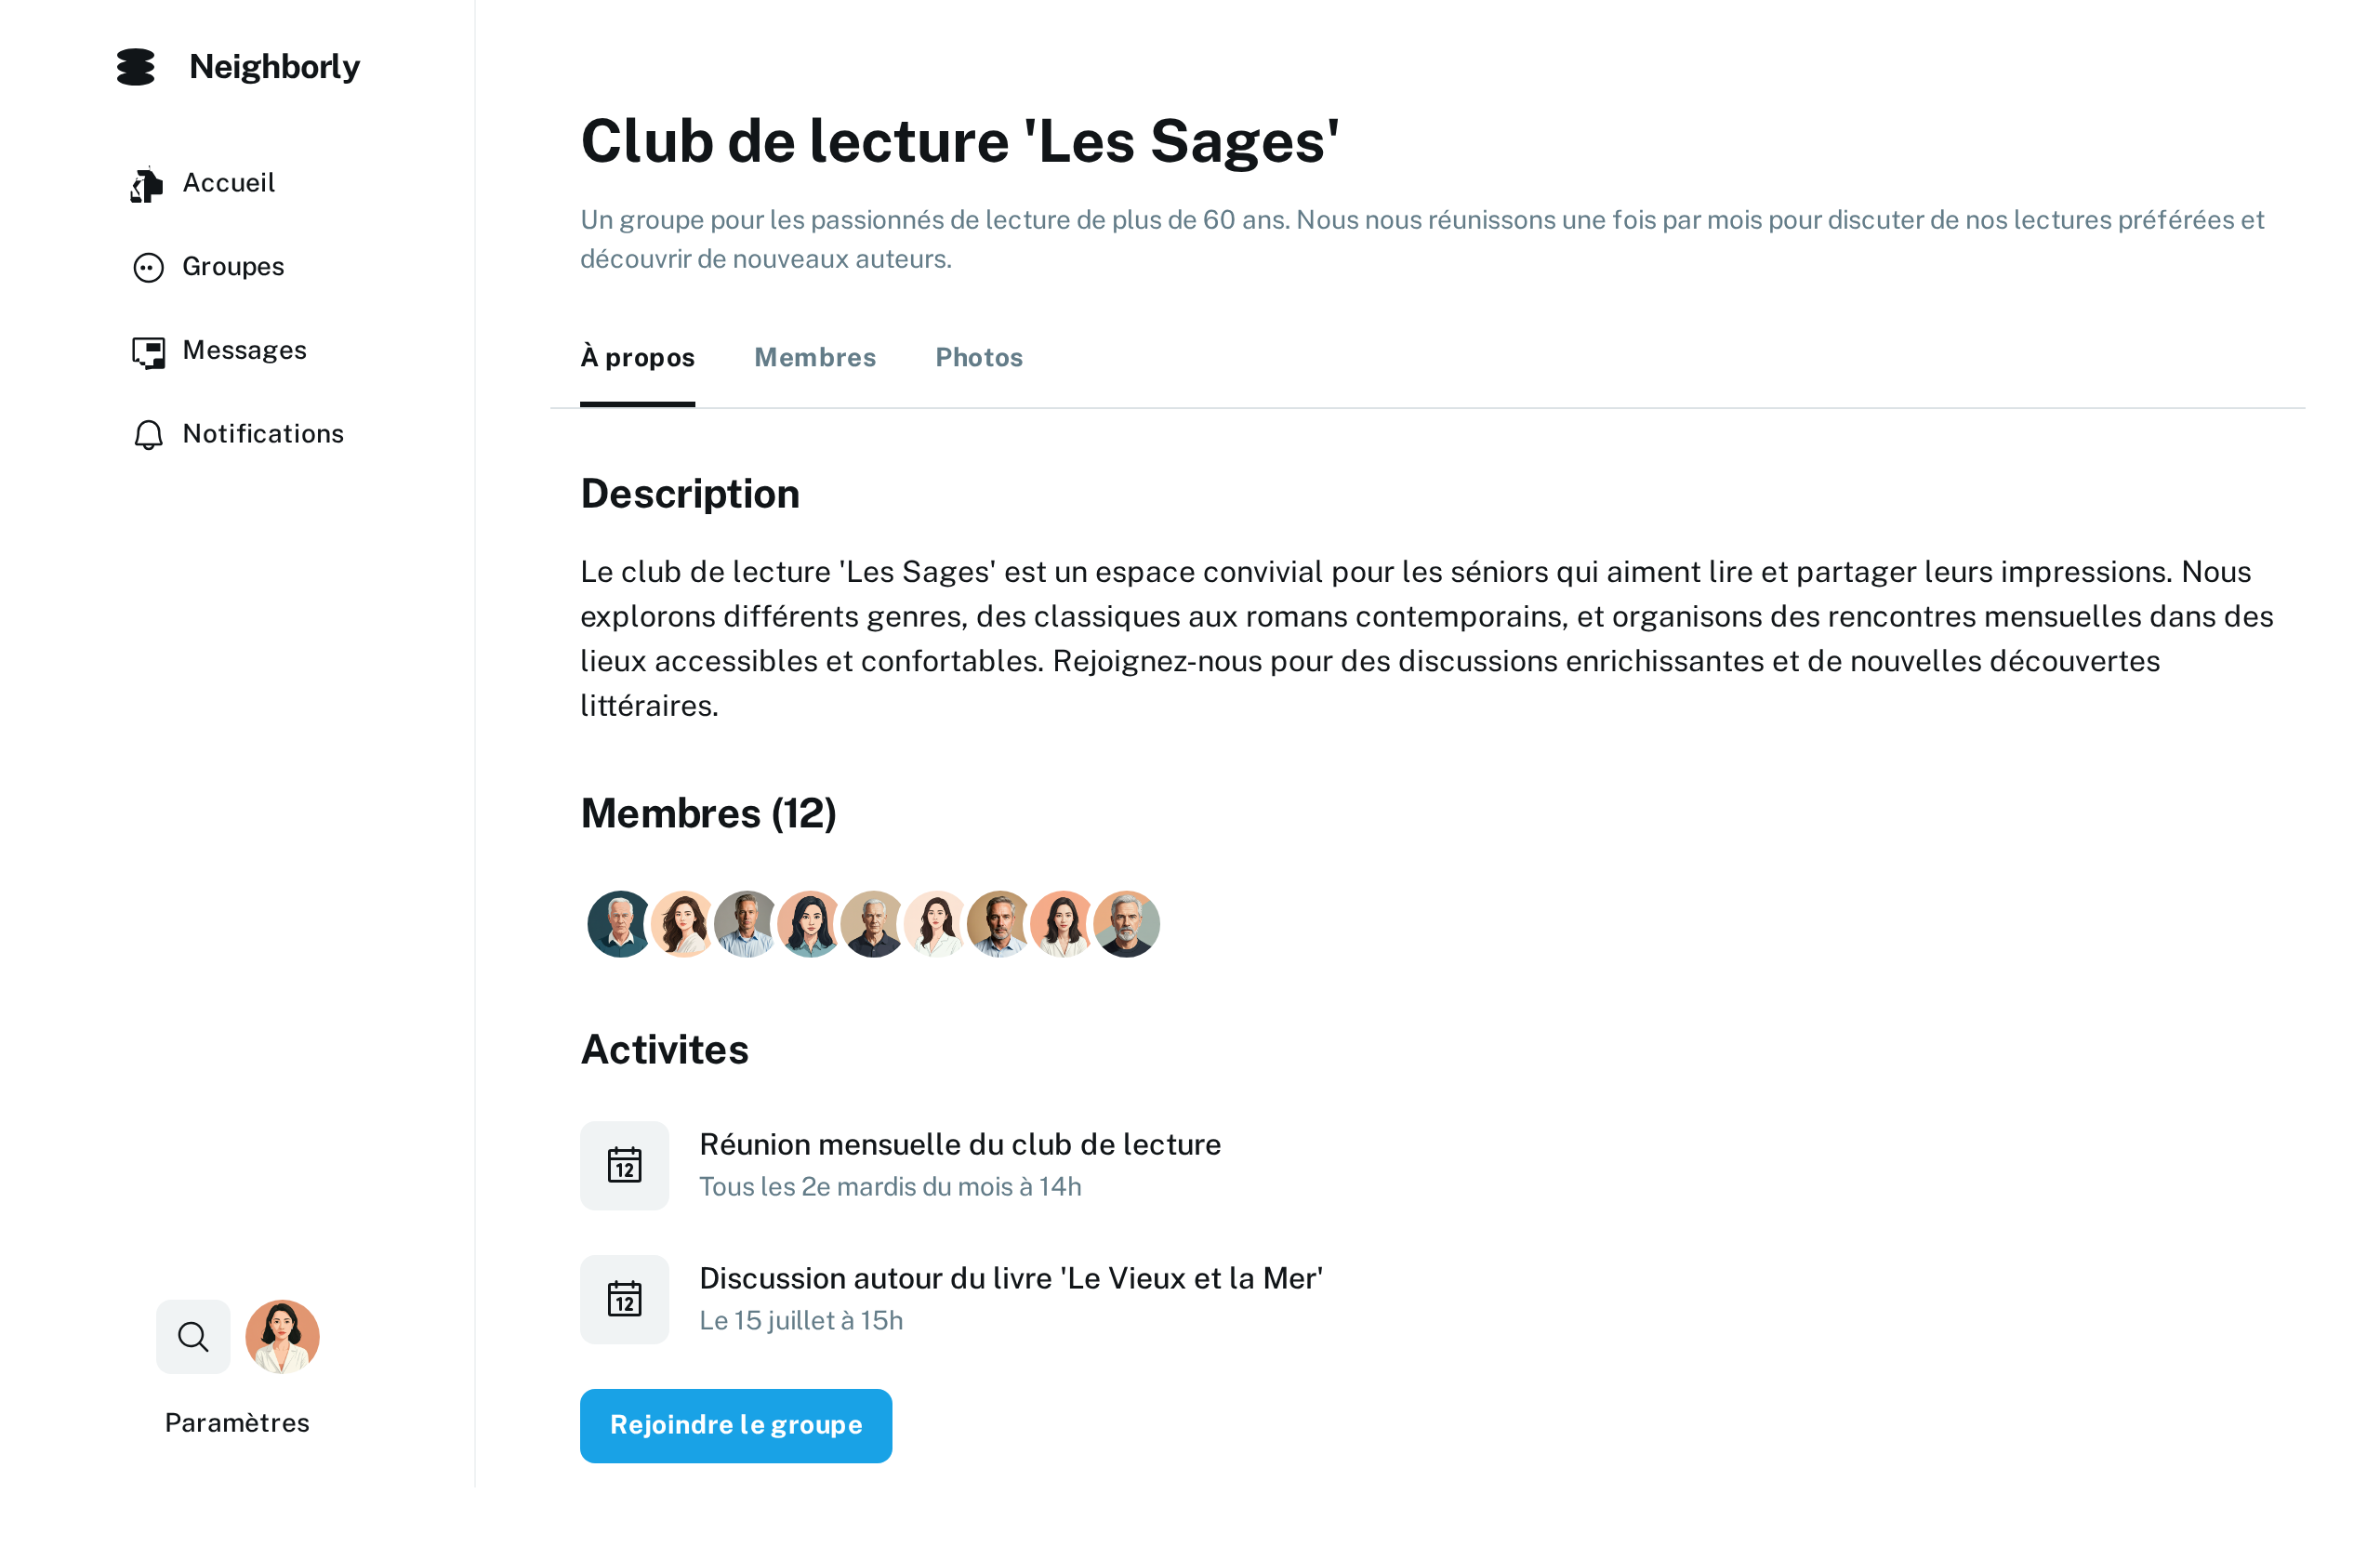 Neighborly
Accueil
Groupes
Messages
Notifications
Paramètres
Club de lecture 'Les Sages'
Un groupe pour les passionnés de lecture de plus de 60 ans. Nous nous réunissons une fois par mois pour discuter de nos lectures préférées et
découvrir de nouveaux auteurs.
À propos
Membres
Photos
Description
Le club de lecture 'Les Sages' est un espace convivial pour les séniors qui aiment lire et partager leurs impressions. Nous
explorons différents genres, des classiques aux romans contemporains, et organisons des rencontres mensuelles dans des
lieux accessibles et confortables. Rejoignez-nous pour des discussions enrichissantes et de nouvelles découvertes
littéraires.
Membres (12)
Activites
12
Réunion mensuelle du club de lecture
Tous les 2e mardis du mois à 14h
12
Discussion autour du livre 'Le Vieux et la Mer'
Le 15 juillet à 15h
Rejoindre le groupe